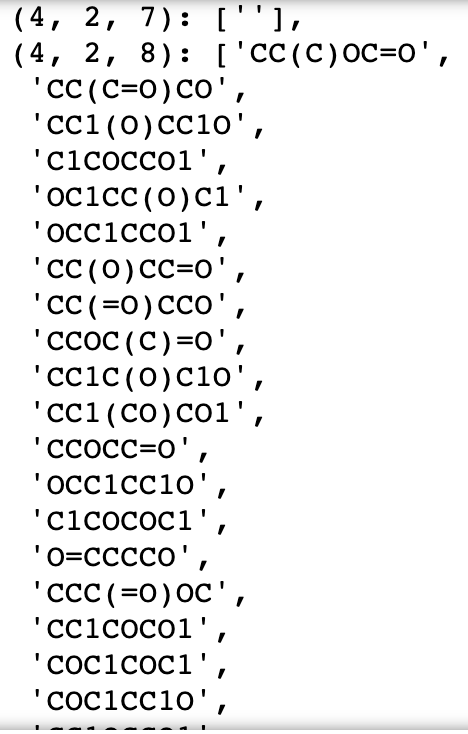 (4, 2, 7): [''],
(4, 2, 8): ['CC(C)OC=O',
'CC(C=O)CO',
'CC1(O)CC1O',
'C1COCCO1',
'OC1CC(O)C1',
'OCC1CCO1',
'CC(O)CC=O',
'CC(=O)CCO',
'CCOC(C)=O',
'CC1C(O)C1O',
'CC1(CO)CO1',
'CCOCC=O',
'OCC1CC1O',
'C1COCOC1',
'O=CCCCO',
'CCC(=O)OC',
'CC1COCO1',
'COC1COC1',
'COC1CC1O',